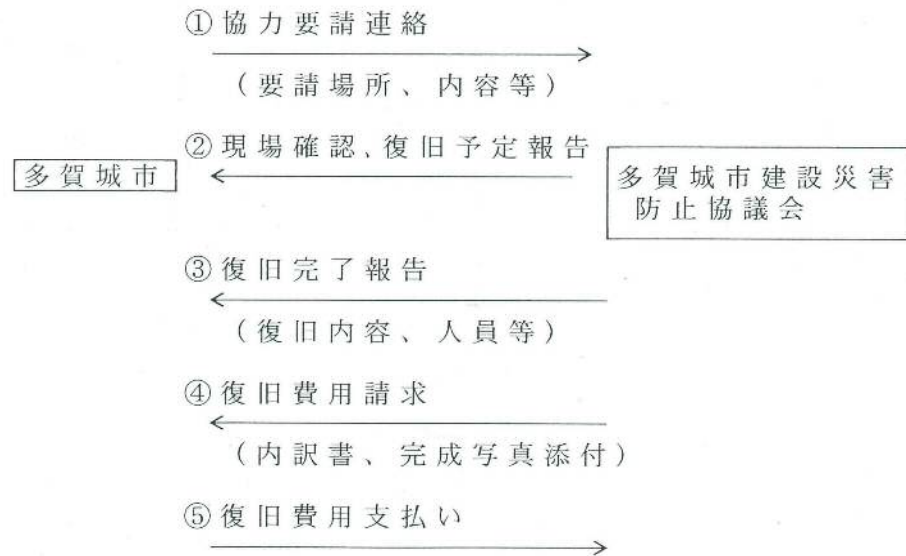 ①協力要請連絡
(要請場所、内容等)
②現場確認、復旧予定報告
多賀城市
多賀城市建設災害
防止協議会
③復旧完了報告
(復旧内容、人員等)
④復旧費用請求
(内訳書、完成写真添付)
⑤復旧費用支払い